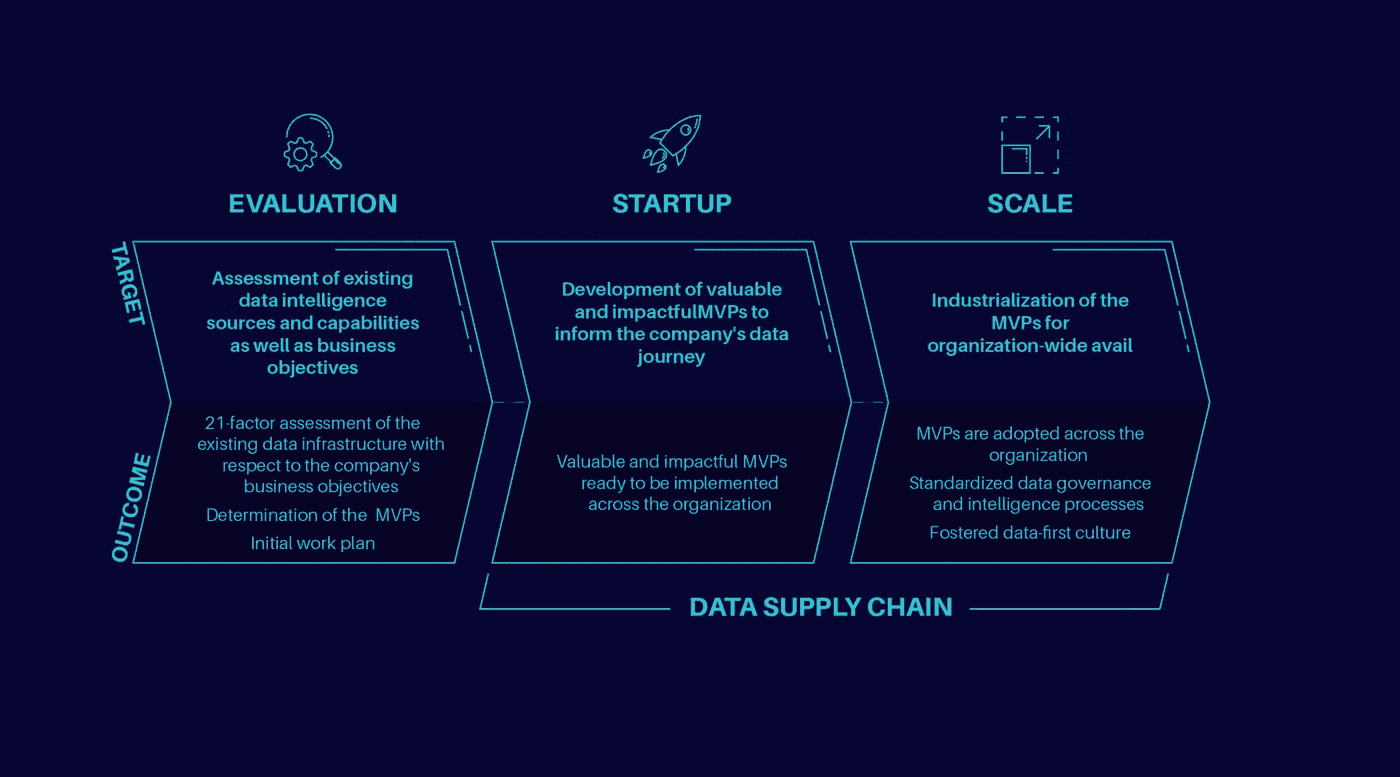 EVALUATION
STARTUP
SCALE
TARGET
Assessment of existing
data intelligence
sources and capabilities
as well as business
objectives
Development of valuable
and impactfulMVPs to
inform the company's data
journey
Industrialization of the
MVPs for
organization-wide avail
OUTCOME
21-factor assessment of the
existing data infrastructure with
respect to the company's
business objectives
Determination of the MVPs
Initial work plan
Valuable and impactful MVPs
ready to be implemented
across the organization
MVPs are adopted across the
organization
Standardized data governance
and intelligence processes
Fostered data-first culture
DATA SUPPLY CHAIN